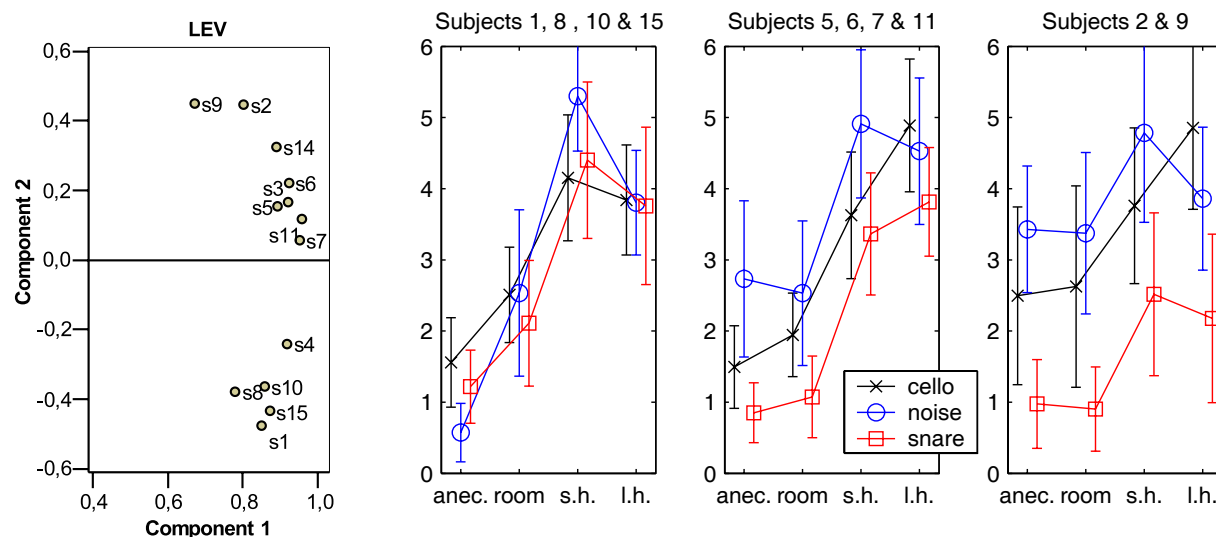 LEV
0,6
0,4
0,2
0,0
-0,2
-0,4
-0,6
Component 2
s9
s2
s14
s3
s6
s5
s11
s7
s4
s10
s8
s15
s1
0,4
0,6
0,8
1,0
Component 1
Subjects 1, 8 , 10 & 15
6
5
4
3
2
1
0
anec. room s.h. l.h.
Subjects 5, 6, 7 & 11
6
5
4
3
2
1
0
anec. room s.h. l.h.
cello
noise
snare
Subjects 2 & 9
6
5
4
3
2
1
0
anec. room s.h. l.h.